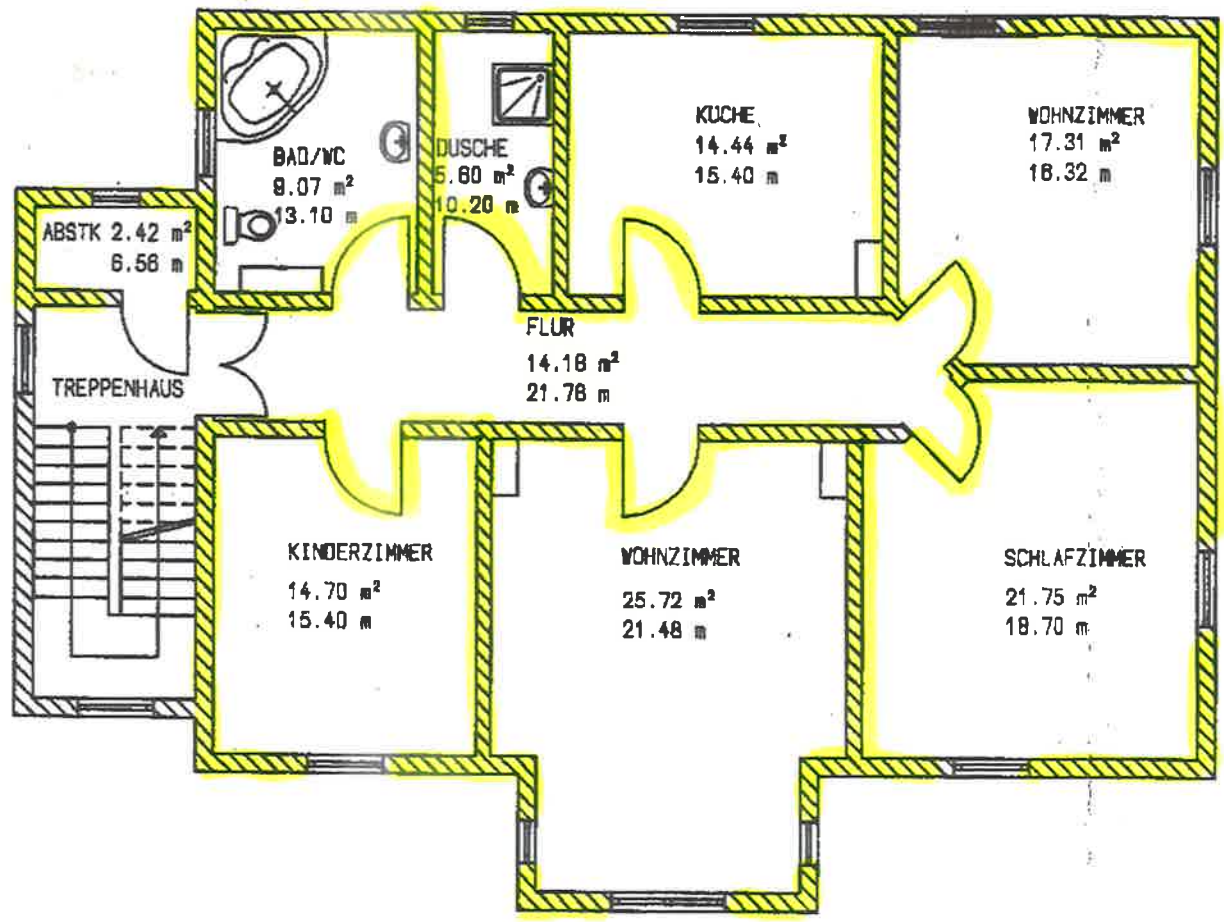 BAD/WC
9.07 m²
13.10 m
DUSCHE
5.60 m²
10.20 m
KÜCHE
14.44 m²
15.40 m
WOHNZIMMER
17.31 m²
18.32 m
ABSTK 2.42 m²
6.56 m
FLUR
14.18 m²
21.78 m
TREPPENHAUS
KINDERZIMMER
14.70 m²
15.40 m
WOHNZIMMER
25.72 m²
21.48 m
SCHLAFZIMMER
21.75 m²
18.70 m